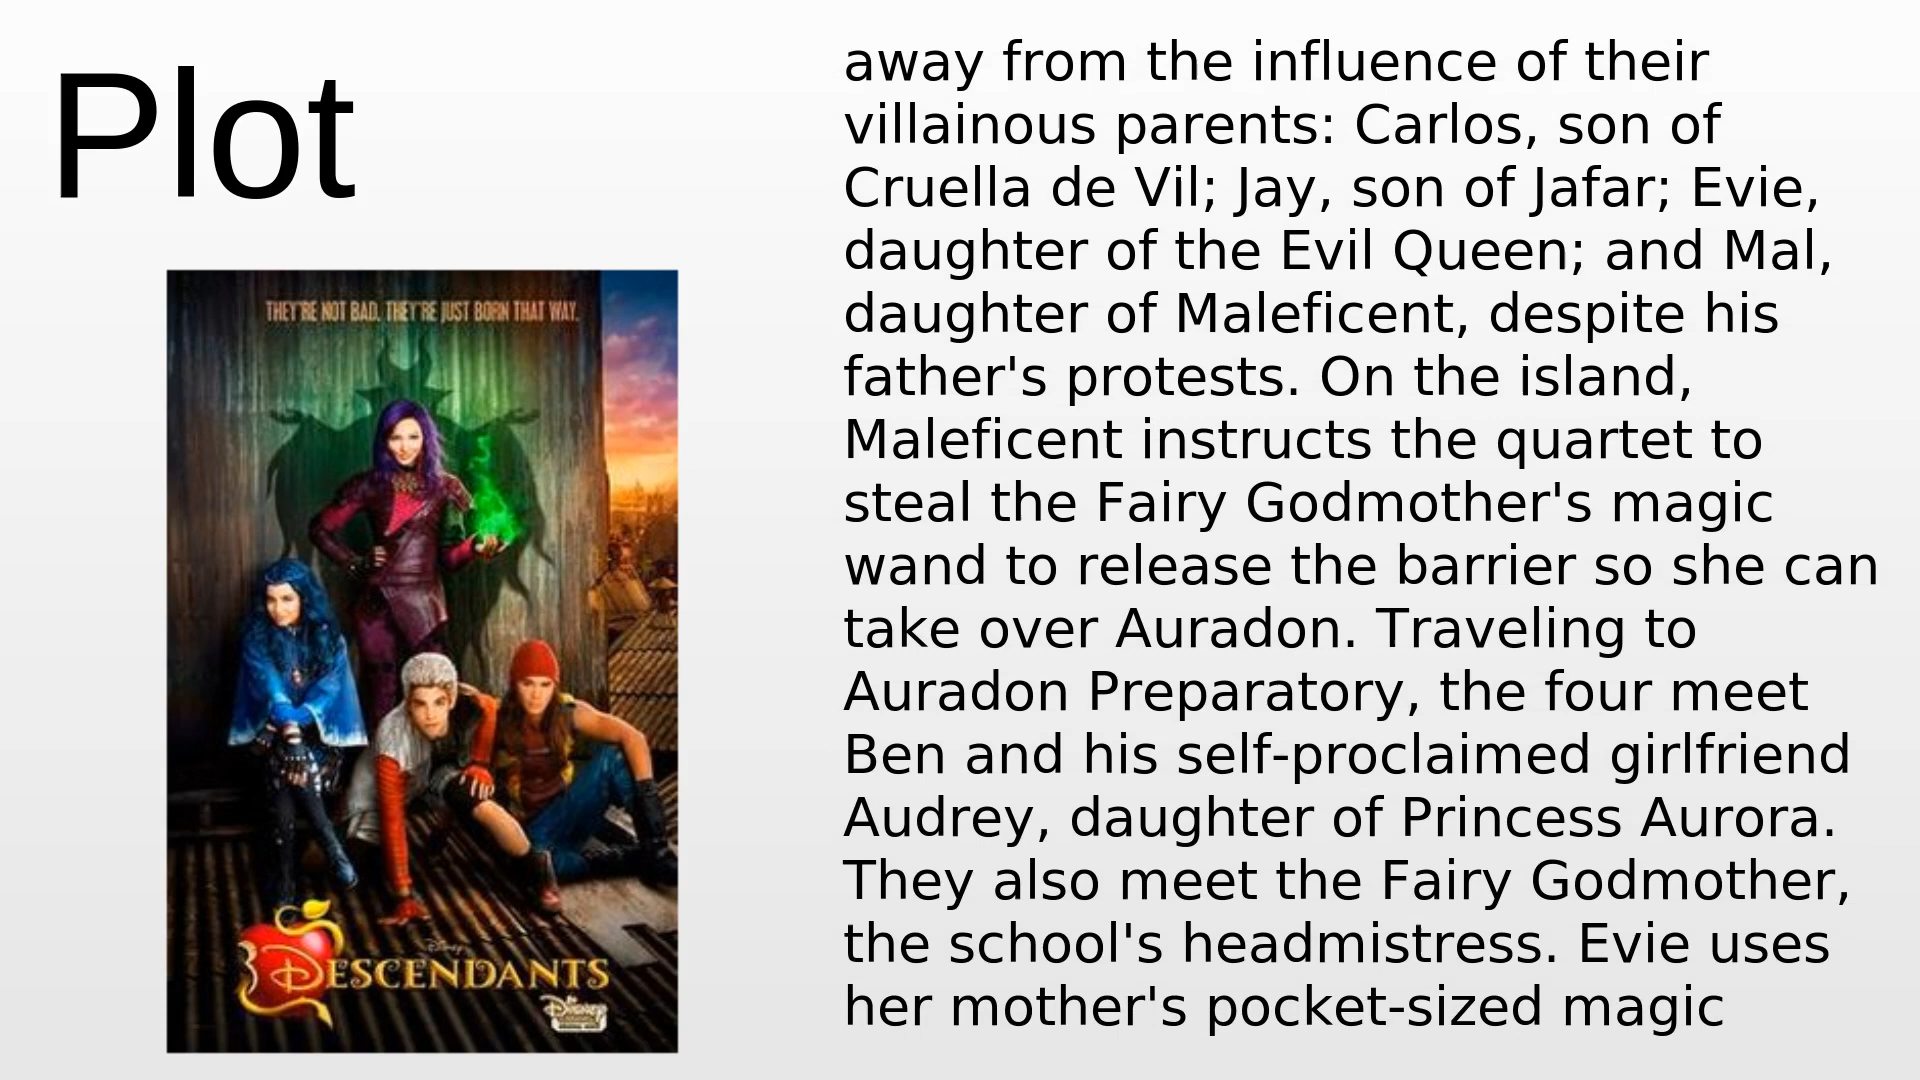 Plot
THEY'RE NOT BAD, THEY'RE JUST BORN THAT WAY.
Disney
DESCENDANTS
Disney
away from the influence of their
villainous parents: Carlos, son of
Cruella de Vil; Jay, son of Jafar; Evie,
daughter of the Evil Queen; and Mal,
daughter of Maleficent, despite his
father's protests. On the island,
Maleficent instructs the quartet to
steal the Fairy Godmother's magic
wand to release the barrier so she can
take over Auradon. Traveling to
Auradon Preparatory, the four meet
Ben and his self-proclaimed girlfriend
Audrey, daughter of Princess Aurora.
They also meet the Fairy Godmother,
the school's headmistress. Evie uses
her mother's pocket-sized magic